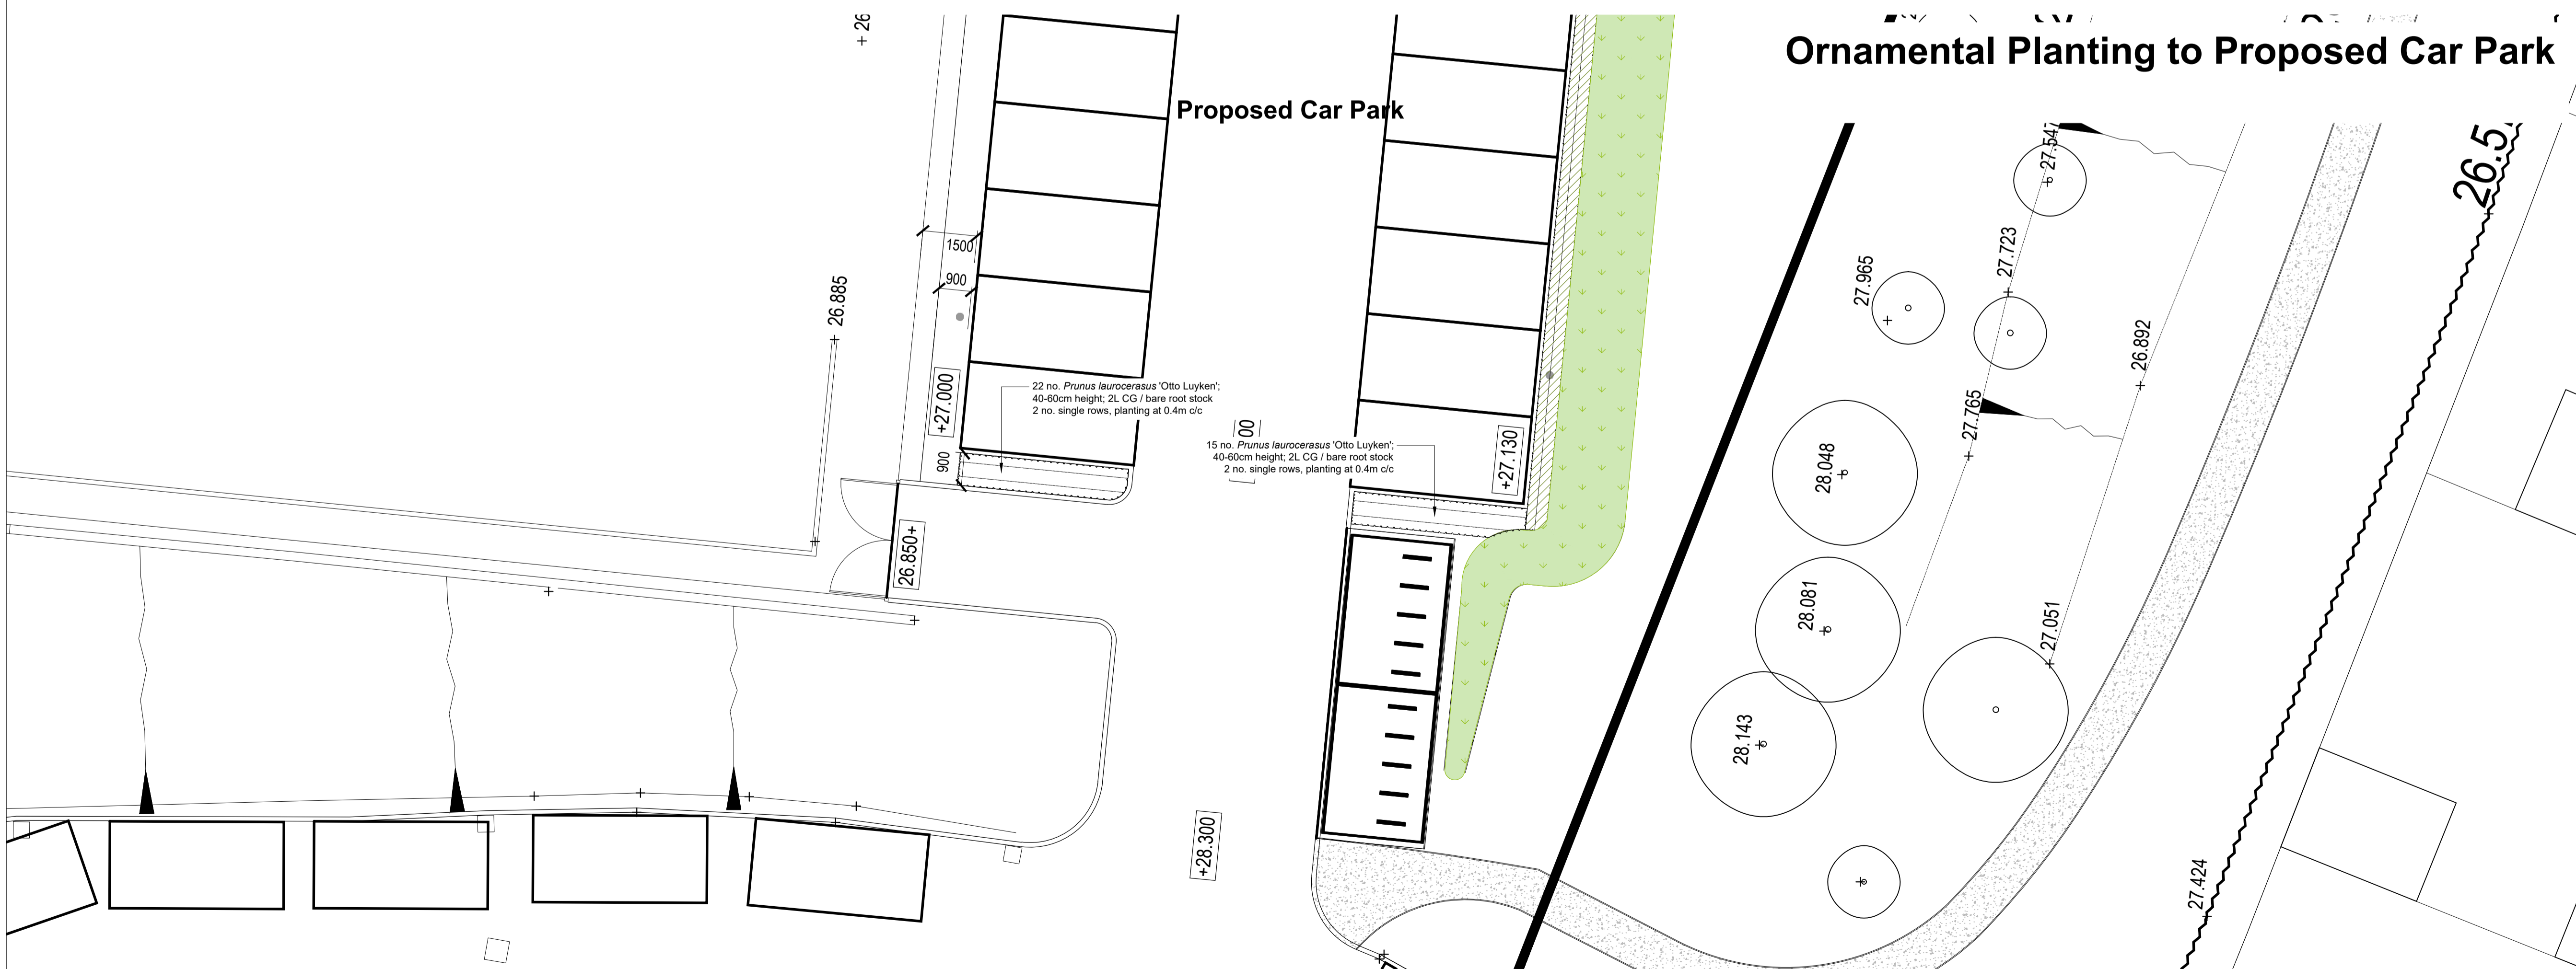 Ornamental Planting to Proposed Car Park
Proposed Car Park
+ 26
26.5
27.547
27.723
27.965
1500
900
26.885
26.892
+27.000
22 no. Prunus laurocerasus 'Otto Luyken';
40-60cm height; 2L CG / bare root stock
2 no. single rows, planting at 0.4m c/c
27.765
00
15 no. Prunus laurocerasus 'Otto Luyken';
40-60cm height; 2L CG / bare root stock
2 no. single rows, planting at 0.4m c/c
900
+27.130
28.048
26.850+
28.081
27.051
28.143
+28.300
27.424